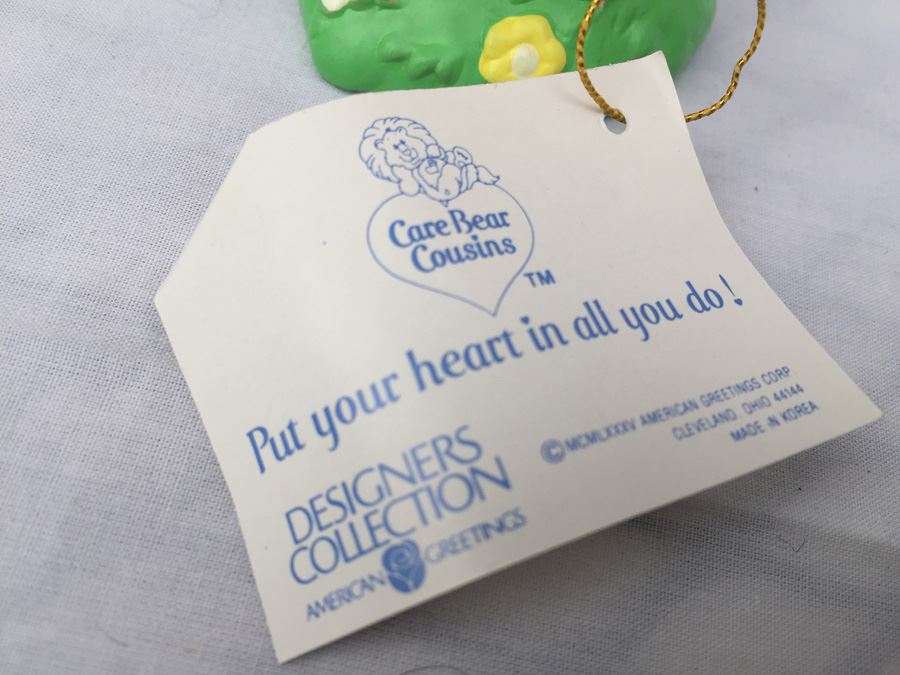 Care Bear
Cousins
TM
Put your heart in all you do!
DESIGNERS
COLLECTION
AMERICAN GREETINGS
©MCMLXXXV AMERICAN GREETINGS CORP
CLEVELAND, OHIO 44144
MADE IN KOREA